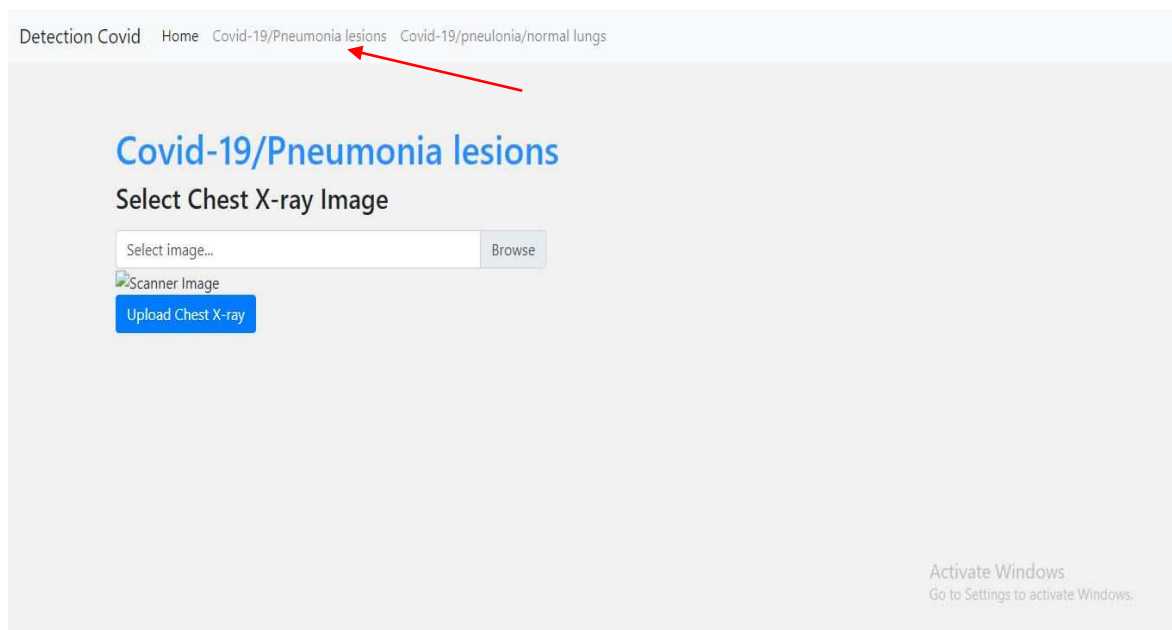 Detection Covid Home Covid-19/Pneumonia lesions Covid-19/pneulonia/normal lungs
Covid-19/Pneumonia lesions
Select Chest X-ray Image
Select image... Browse
Scanner Image
Upload Chest X-ray
Activate Windows
Go to Settings to activate Windows.